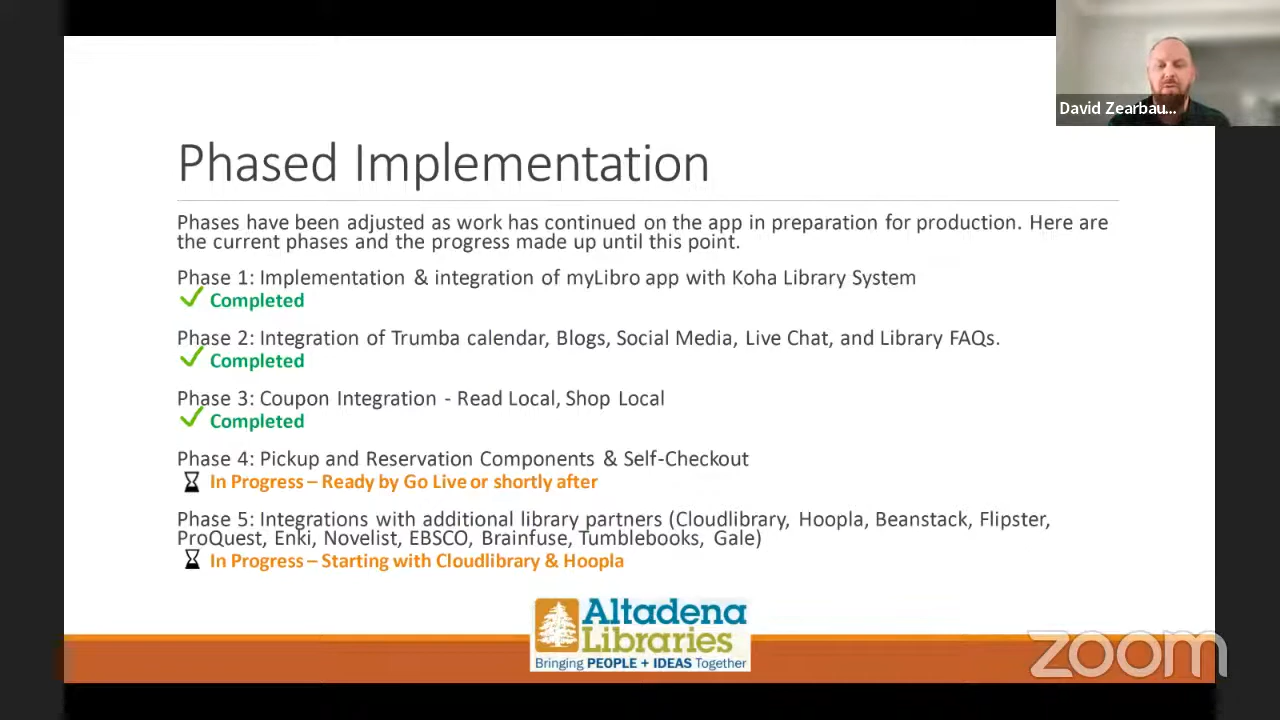 David Zearbau...
Phased Implementation
Phases have been adjusted as work has continued on the app in preparation for production. Here are
the current phases and the progress made up until this point.
Phase 1: Implementation & integration of myLibro app with Koha Library System
Completed
Phase 2: Integration of Trumba calendar, Blogs, Social Media, Live Chat, and Library FAQs.
Completed
Phase 3: Coupon Integration - Read Local, Shop Local
Completed
Phase 4: Pickup and Reservation Components & Self-Checkout
In Progress – Ready by Go Live or shortly after
Phase 5: Integrations with additional library partners (Cloudlibrary, Hoopla, Beanstack, Flipster,
ProQuest, Enki, Novelist, EBSCO, Brainfuse, Tumblebooks, Gale)
In Progress – Starting with Cloudlibrary & Hoopla
Altadena
Libraries
Bringing PEOPLE + IDEAS Together
zoom